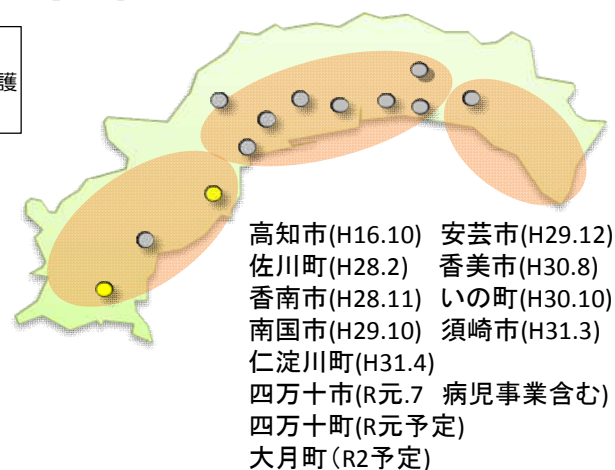 護
高知市(H16.10) 安芸市(H29.12)
佐川町(H28.2) 香美市(H30.8)
香南市(H28.11) いの町(H30.10)
南国市(H29.10) 須崎市(H31.3)
仁淀川町(H31.4)
四万十市(R元.7 病児事業含む)
四万十町(R元予定)
大月町(R2予定)